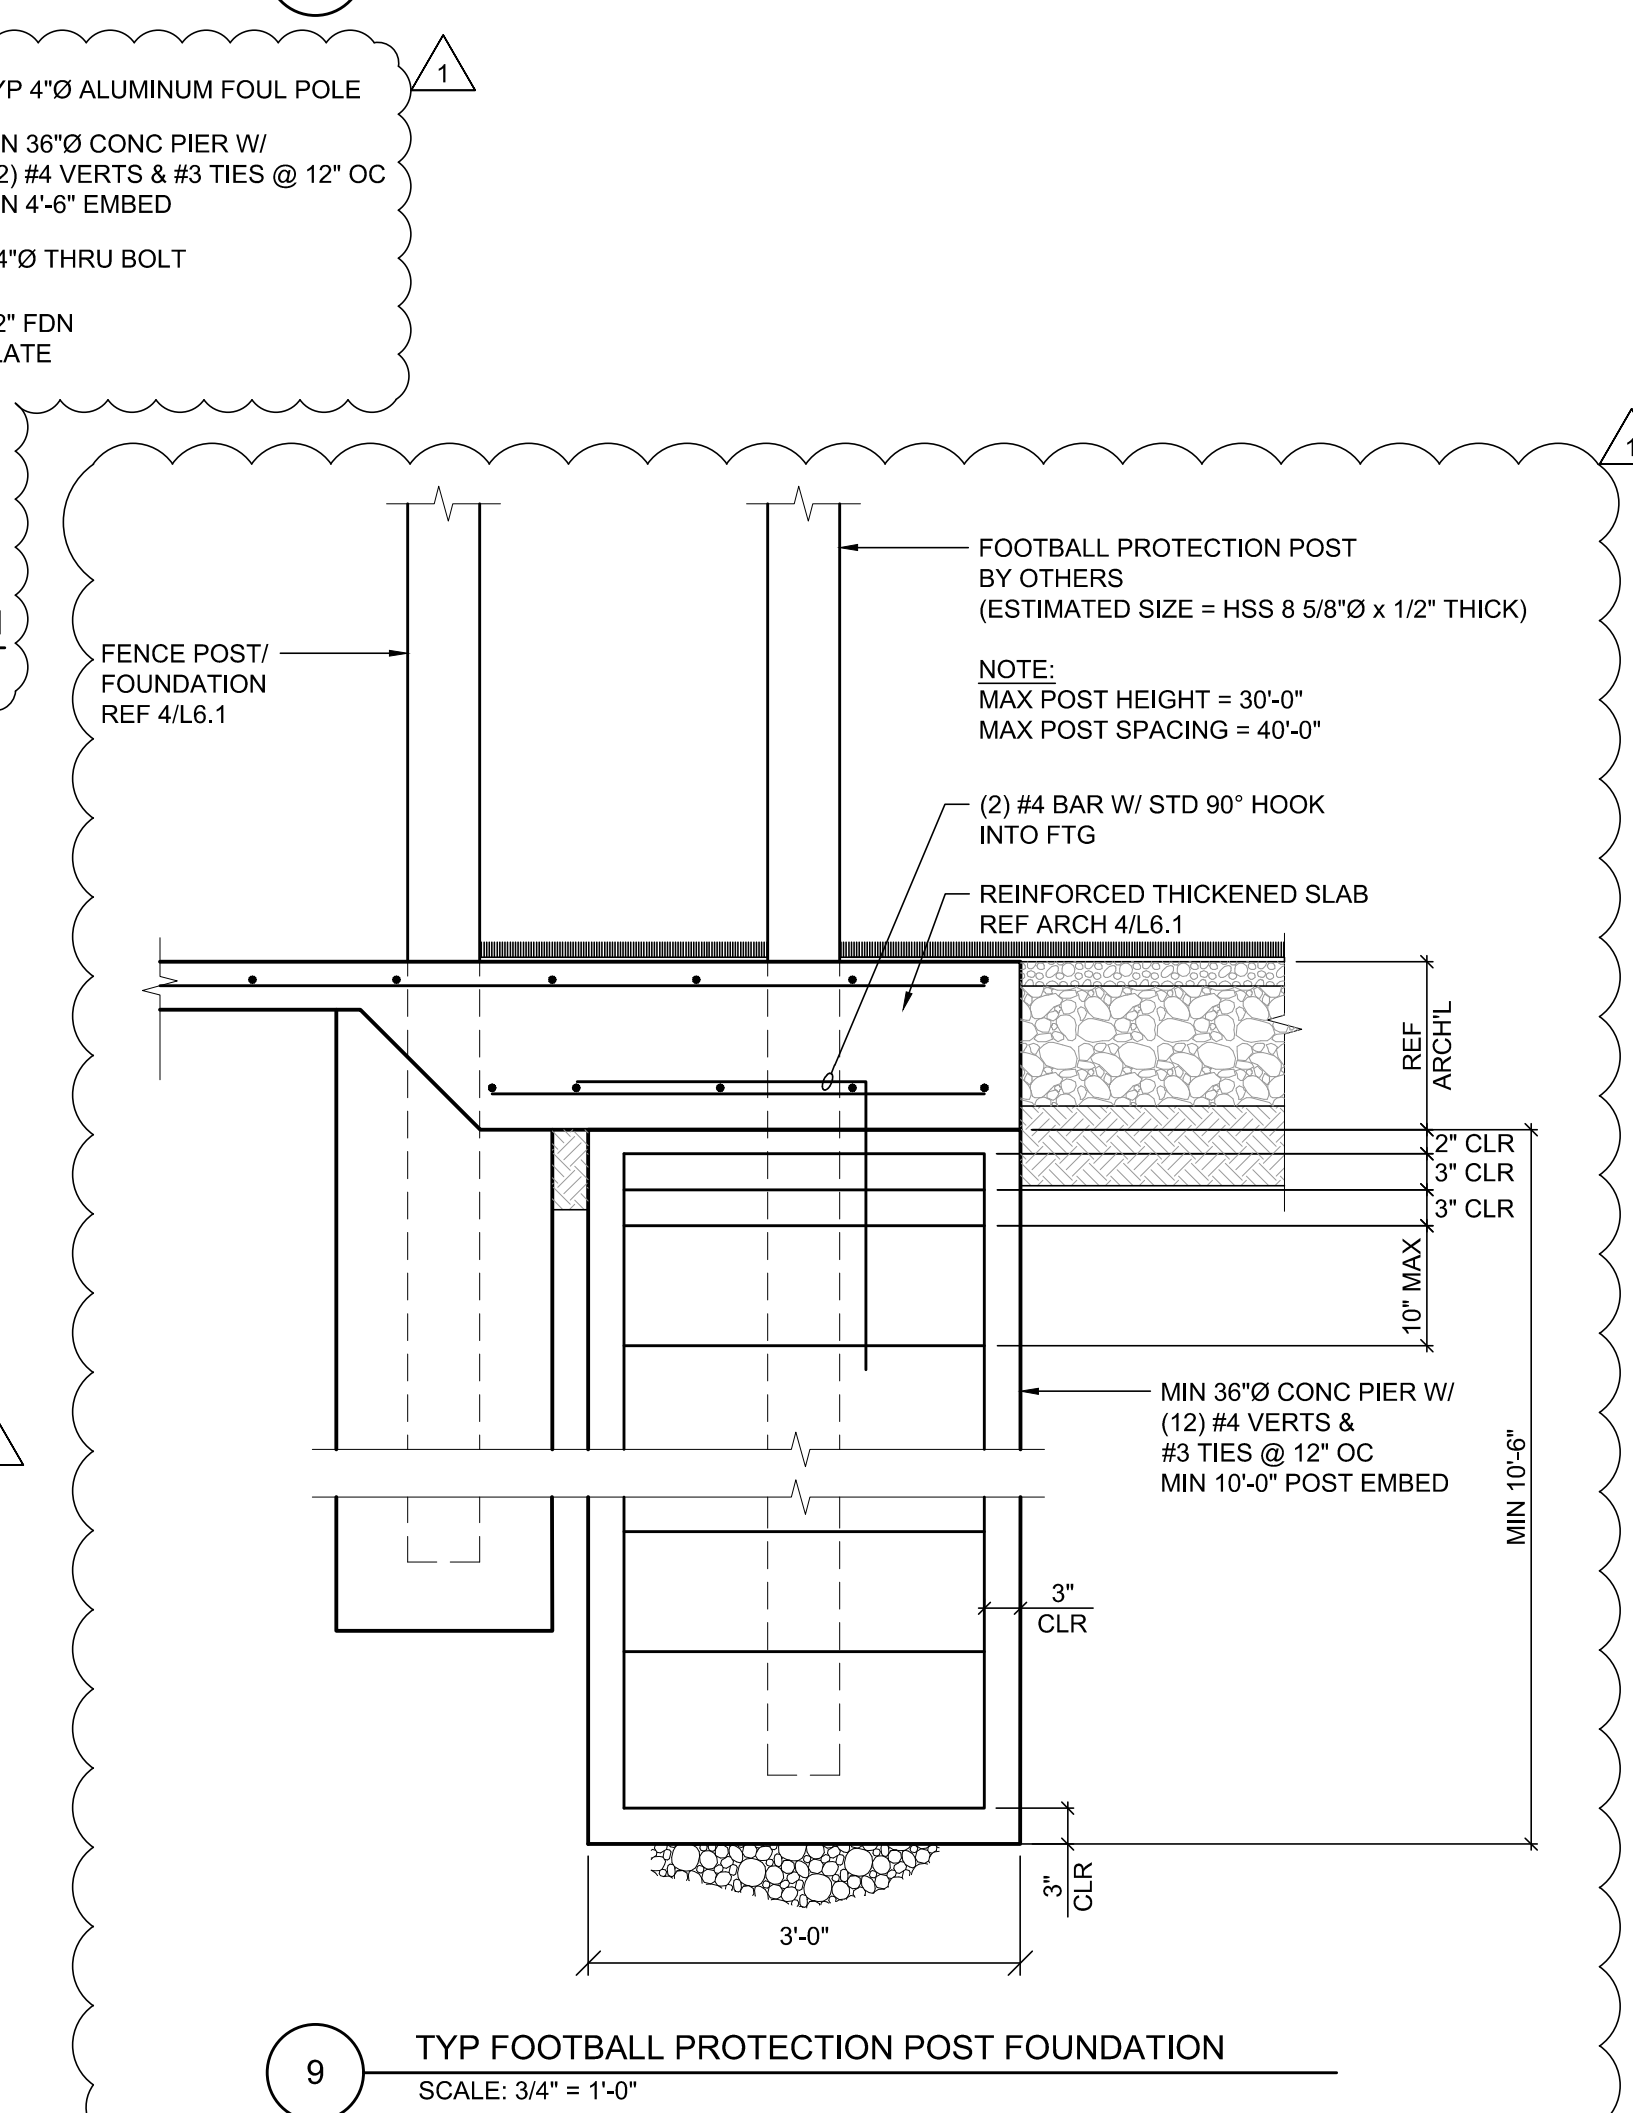 1
4"Ø ALUMINUM FOUL POLE
36"Ø CONC PIER W/
#4 VERTS & #3 TIES @ 12" OC
4'-6" EMBED
THRU BOLT
FDN
1
FOOTBALL PROTECTION POST
BY OTHERS
(ESTIMATED SIZE = HSS 8 5/8"Ø x 1/2" THICK)
FENCE POST/
FOUNDATION
REF 4/L6.1
NOTE:
MAX POST HEIGHT = 30'-0"
MAX POST SPACING = 40'-0"
(2) #4 BAR W/ STD 90° HOOK
INTO FTG
REINFORCED THICKENED SLAB
REF ARCH 4/L6.1
REF
ARCH'L
2" CLR
3" CLR
3" CLR
10" MAX
MIN 36"Ø CONC PIER W/
(12) #4 VERTS &
#3 TIES @ 12" OC
MIN 10'-0" POST EMBED
MIN 10'-6"
3"
CLR
3"
CLR
3'-0"
9
TYP FOOTBALL PROTECTION POST FOUNDATION
SCALE: 3/4" = 1'-0"